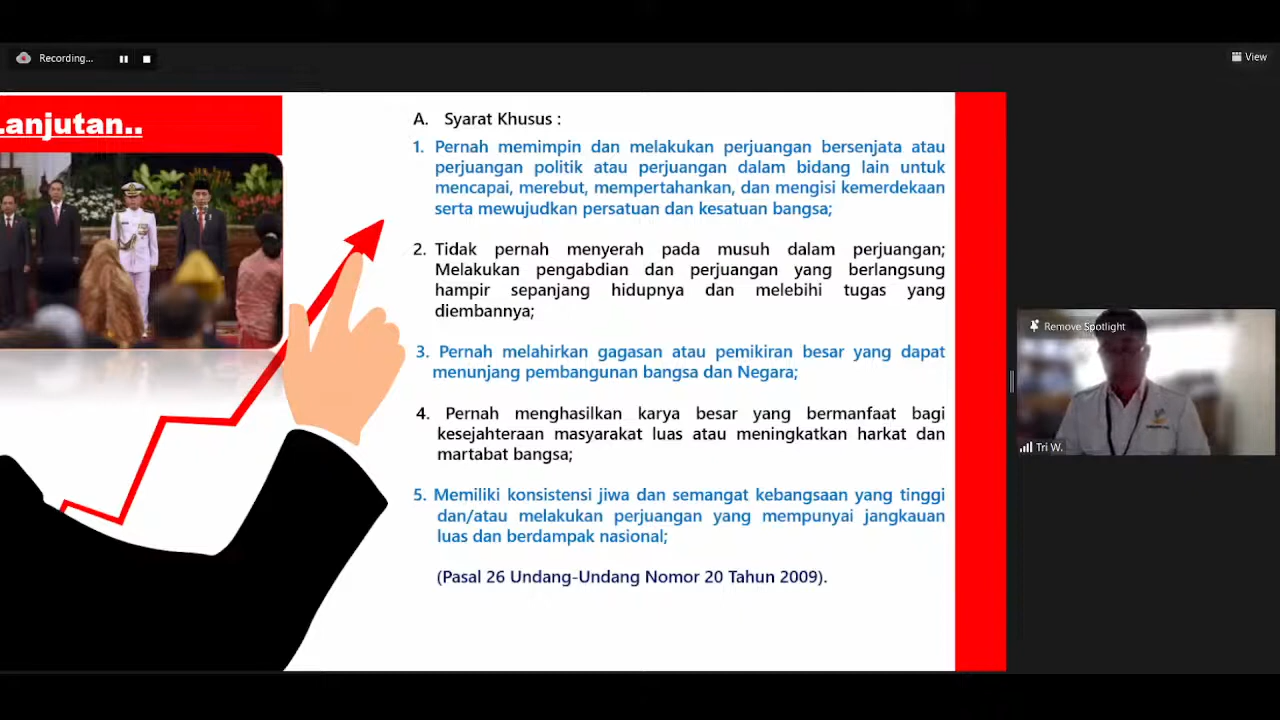 Recording...
View
.anjutan..
A. Syarat Khusus :
1. Pernah memimpin dan melakukan perjuangan bersenjata atau
perjuangan politik atau perjuangan dalam bidang lain untuk
mencapai, merebut, mempertahankan, dan mengisi kemerdekaan
serta mewujudkan persatuan dan kesatuan bangsa;
2. Tidak pernah menyerah pada musuh dalam perjuangan;
Melakukan pengabdian dan perjuangan yang berlangsung
hampir sepanjang hidupnya dan melebihi tugas yang
diembannya;
3. Pernah melahirkan gagasan atau pemikiran besar yang dapat
menunjang pembangunan bangsa dan Negara;
4. Pernah menghasilkan karya besar yang bermanfaat bagi
kesejahteraan masyarakat luas atau meningkatkan harkat dan
martabat bangsa;
5. Memiliki konsistensi jiwa dan semangat kebangsaan yang tinggi
dan/atau melakukan perjuangan yang mempunyai jangkauan
luas dan berdampak nasional;
(Pasal 26 Undang-Undang Nomor 20 Tahun 2009).
Remove Spotlight
Tri W.